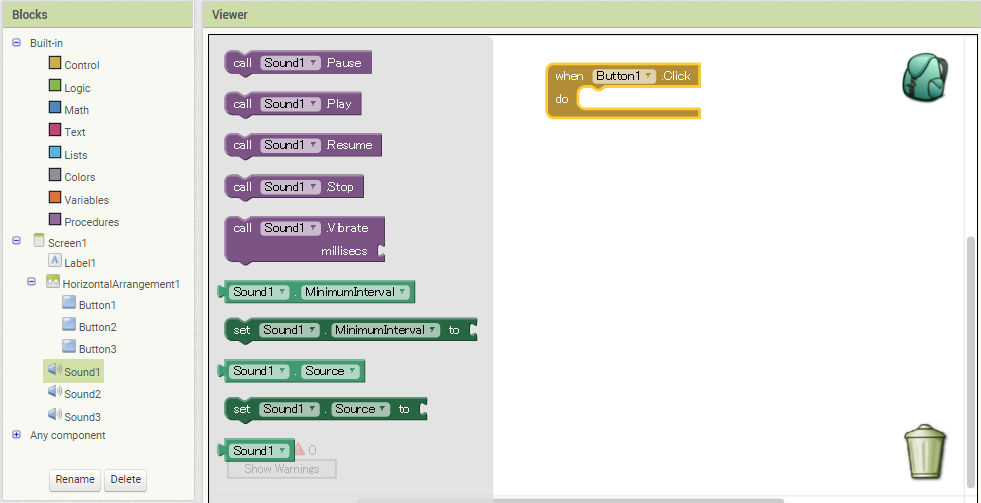 Blocks
Built-in
Control
Logic
Math
Text
Lists
Colors
Variables
Procedures
Screen1
Label1
HorizontalArrangement1
Button1
Button2
Button3
Sound1
Sound2
Sound3
Any component
Rename Delete
Viewer
call Sound1 .Pause
call Sound1 .Play
call Sound1 .Resume
call Sound1 .Stop
call Sound1 .Vibrate
millisecs
Sound1 . MinimumInterval
set Sound1 . MinimumInterval to
Sound1 . Source
set Sound1 . Source to
Sound1 0
Show Warnings
when Button1 .Click
do